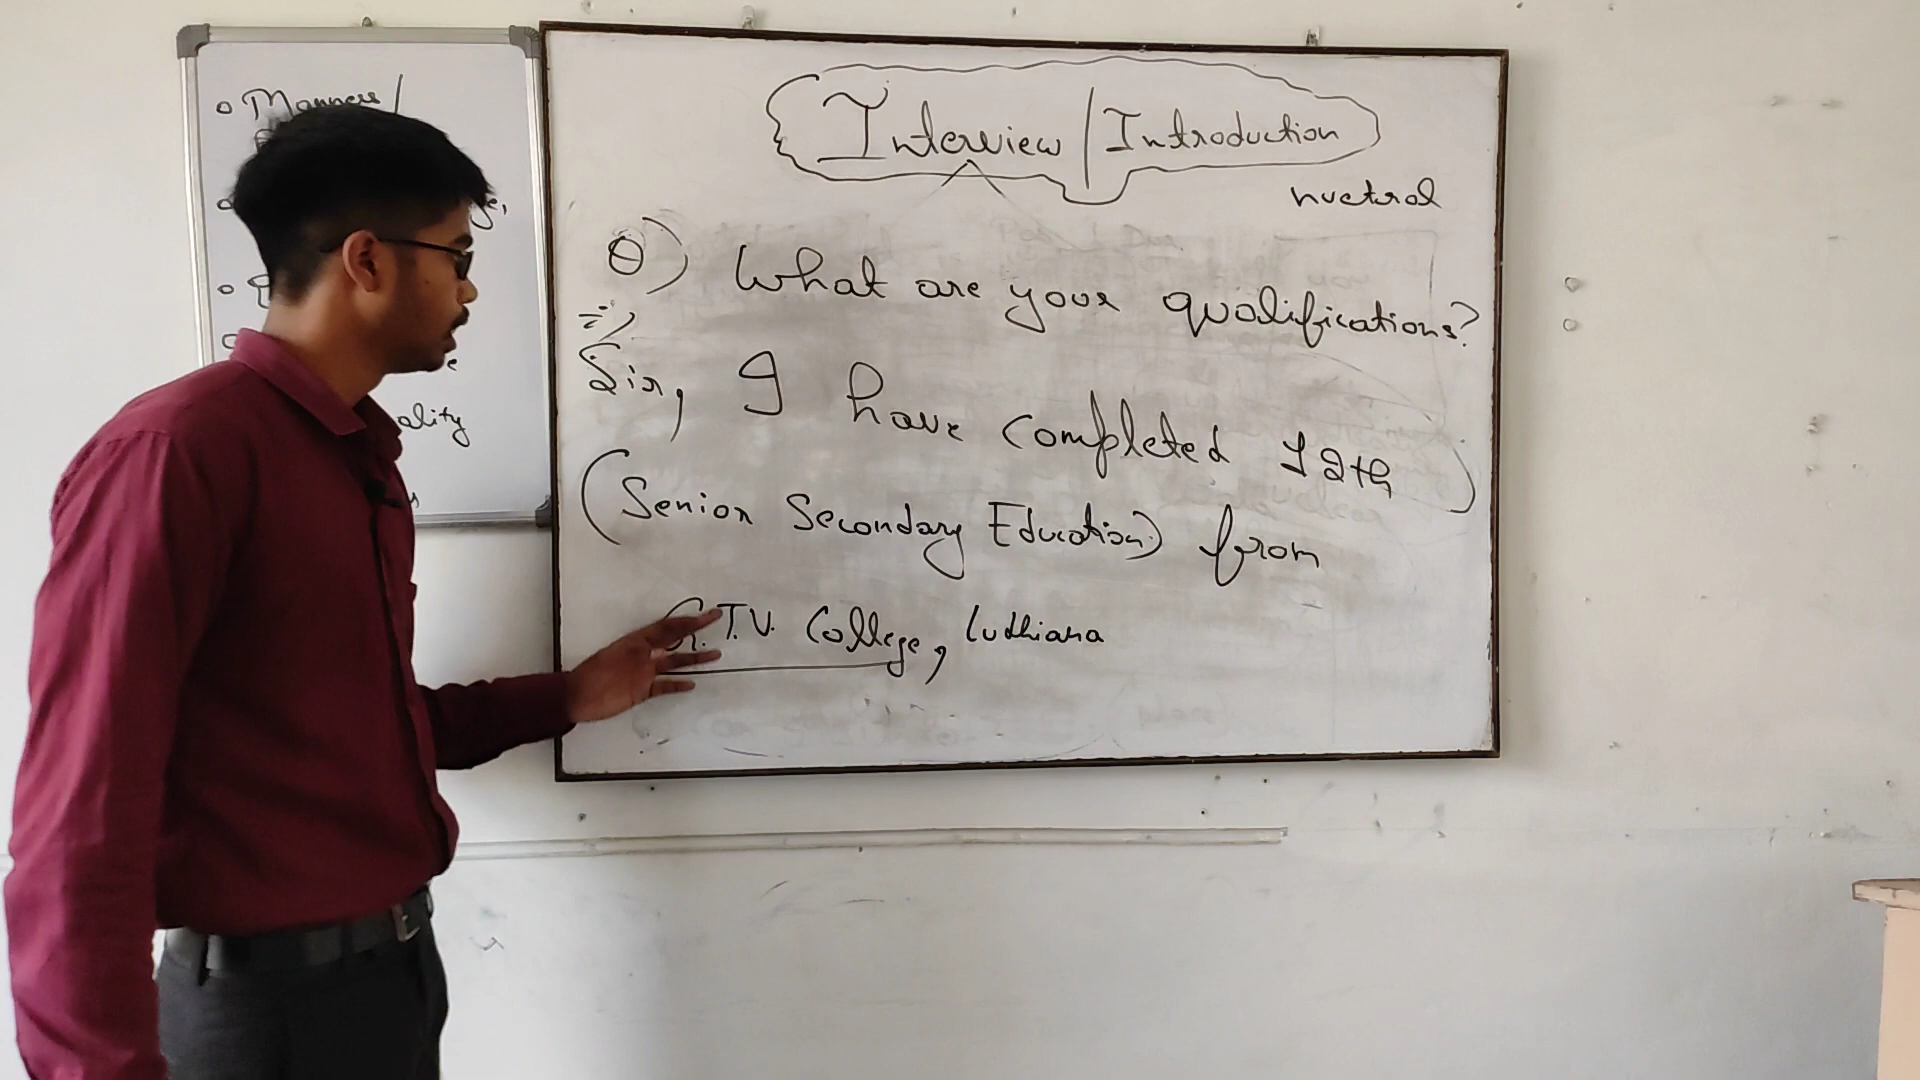 Manners/
ality
Interview | Introduction
nuetral
Q) What are your qualifications?
Sir, I have completed 12th
(Senior Secondary Education) from
G.T.V. College, Ludhiana